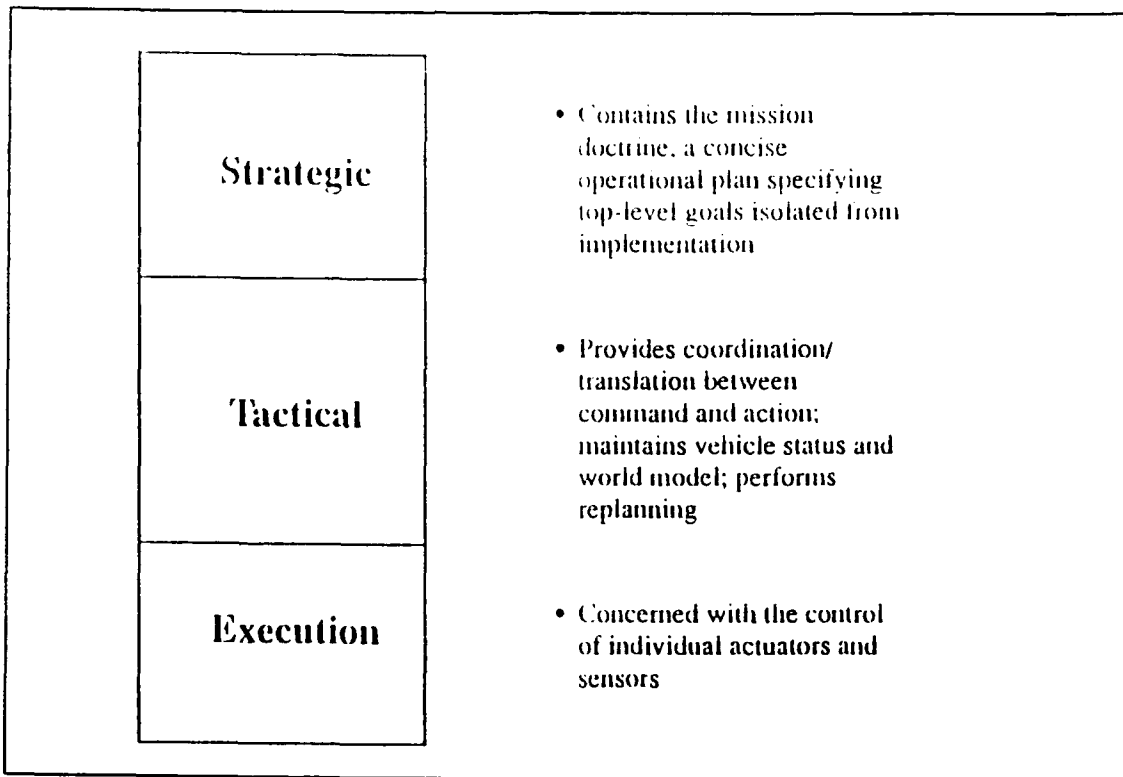 Strategic
• Contains the mission
doctrine, a concise
operational plan specifying
top-level goals isolated from
implementation
Tactical
• Provides coordination/
translation between
command and action;
maintains vehicle status and
world model; performs
replanning
Execution
• Concerned with the control
of individual actuators and
sensors